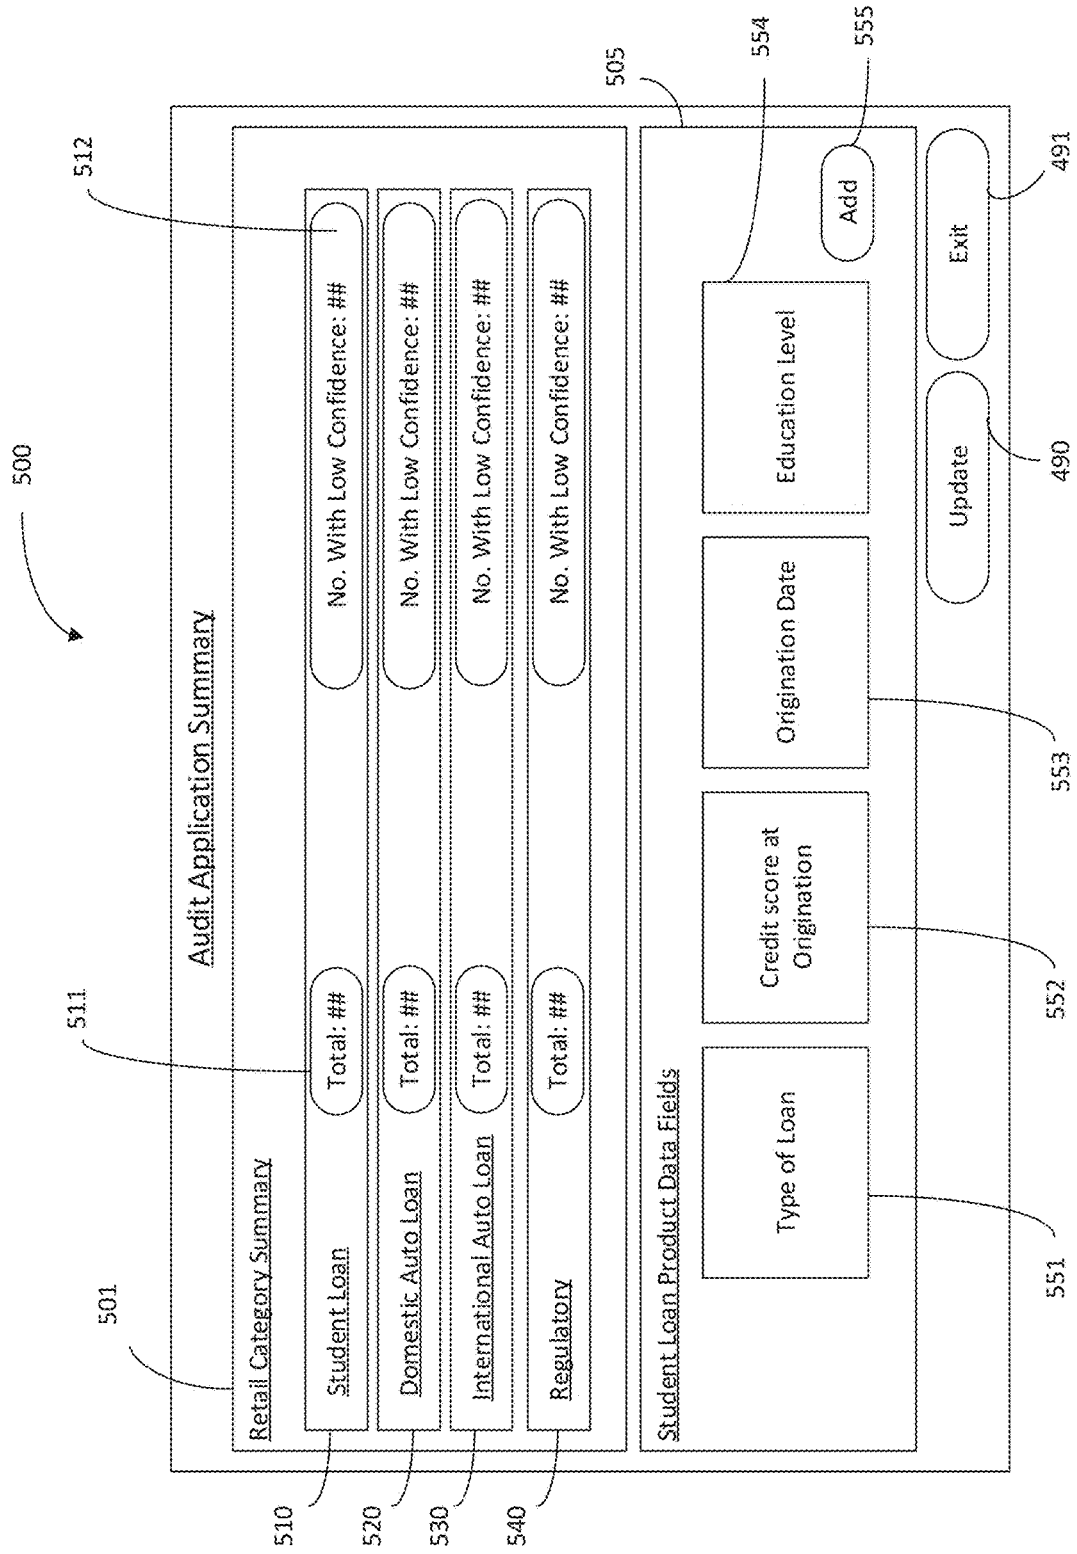 500
Audit Application Summary
501
511
512
Retail Category Summary
510
Student Loan
Total: ##
No. With Low Confidence: ##
520
Domestic Auto Loan
Total: ##
No. With Low Confidence: ##
530
International Auto Loan
Total: ##
No. With Low Confidence: ##
540
Regulatory
Total: ##
No. With Low Confidence: ##
505
Student Loan Product Data Fields
Type of Loan
Credit score at
Origination
Origination Date
Education Level
554
Add
555
Update
Exit
551
552
553
490
491